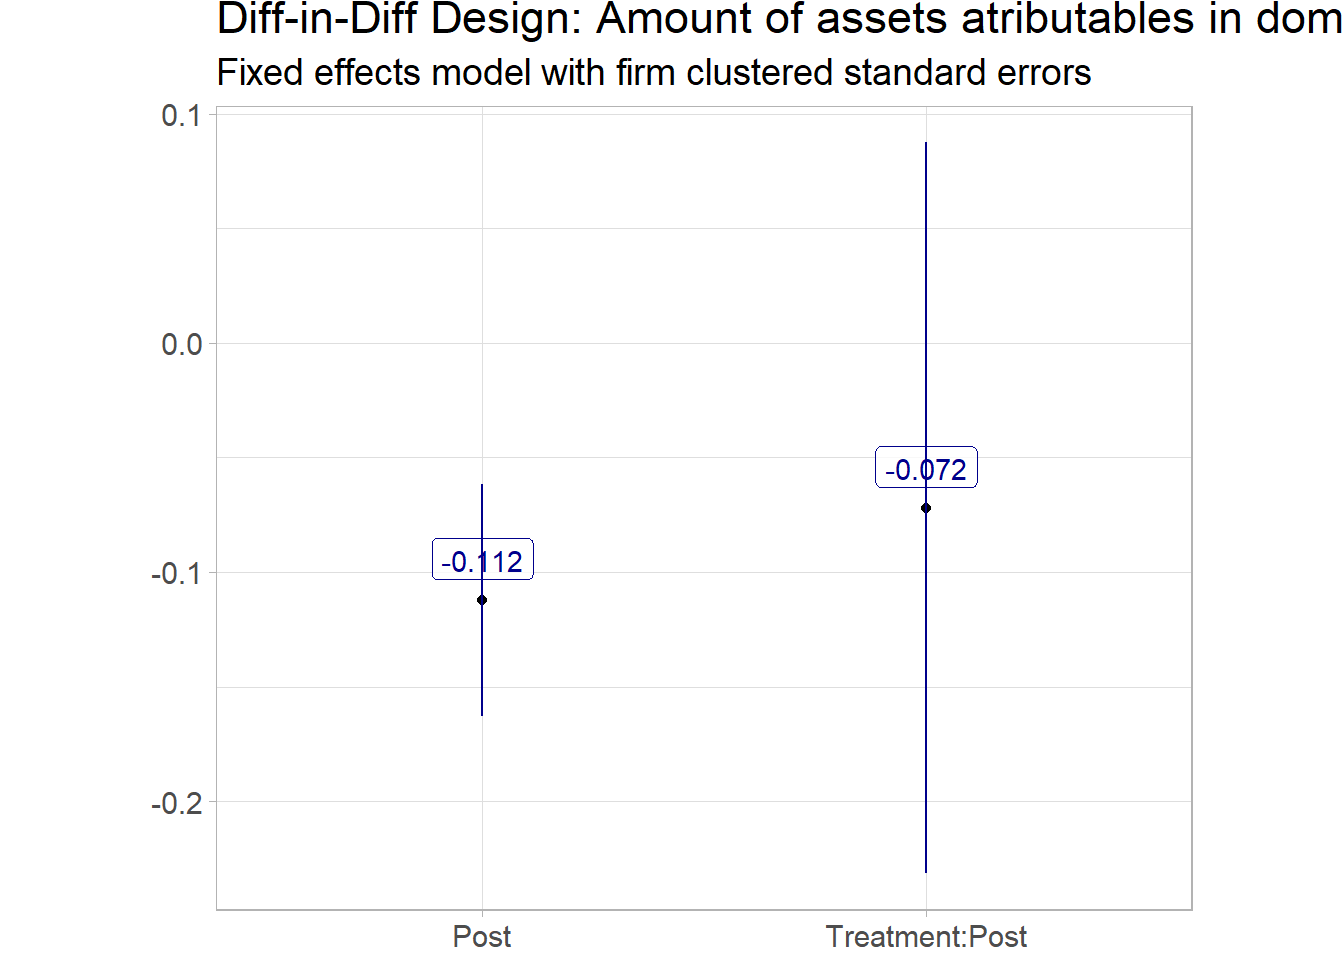 Diff-in-Diff Design: Amount of assets atributables in dom
Fixed effects model with firm clustered standard errors
0.1
0.0
-0.072
-0.112
-0.1
-0.2
Post Treatment:Post